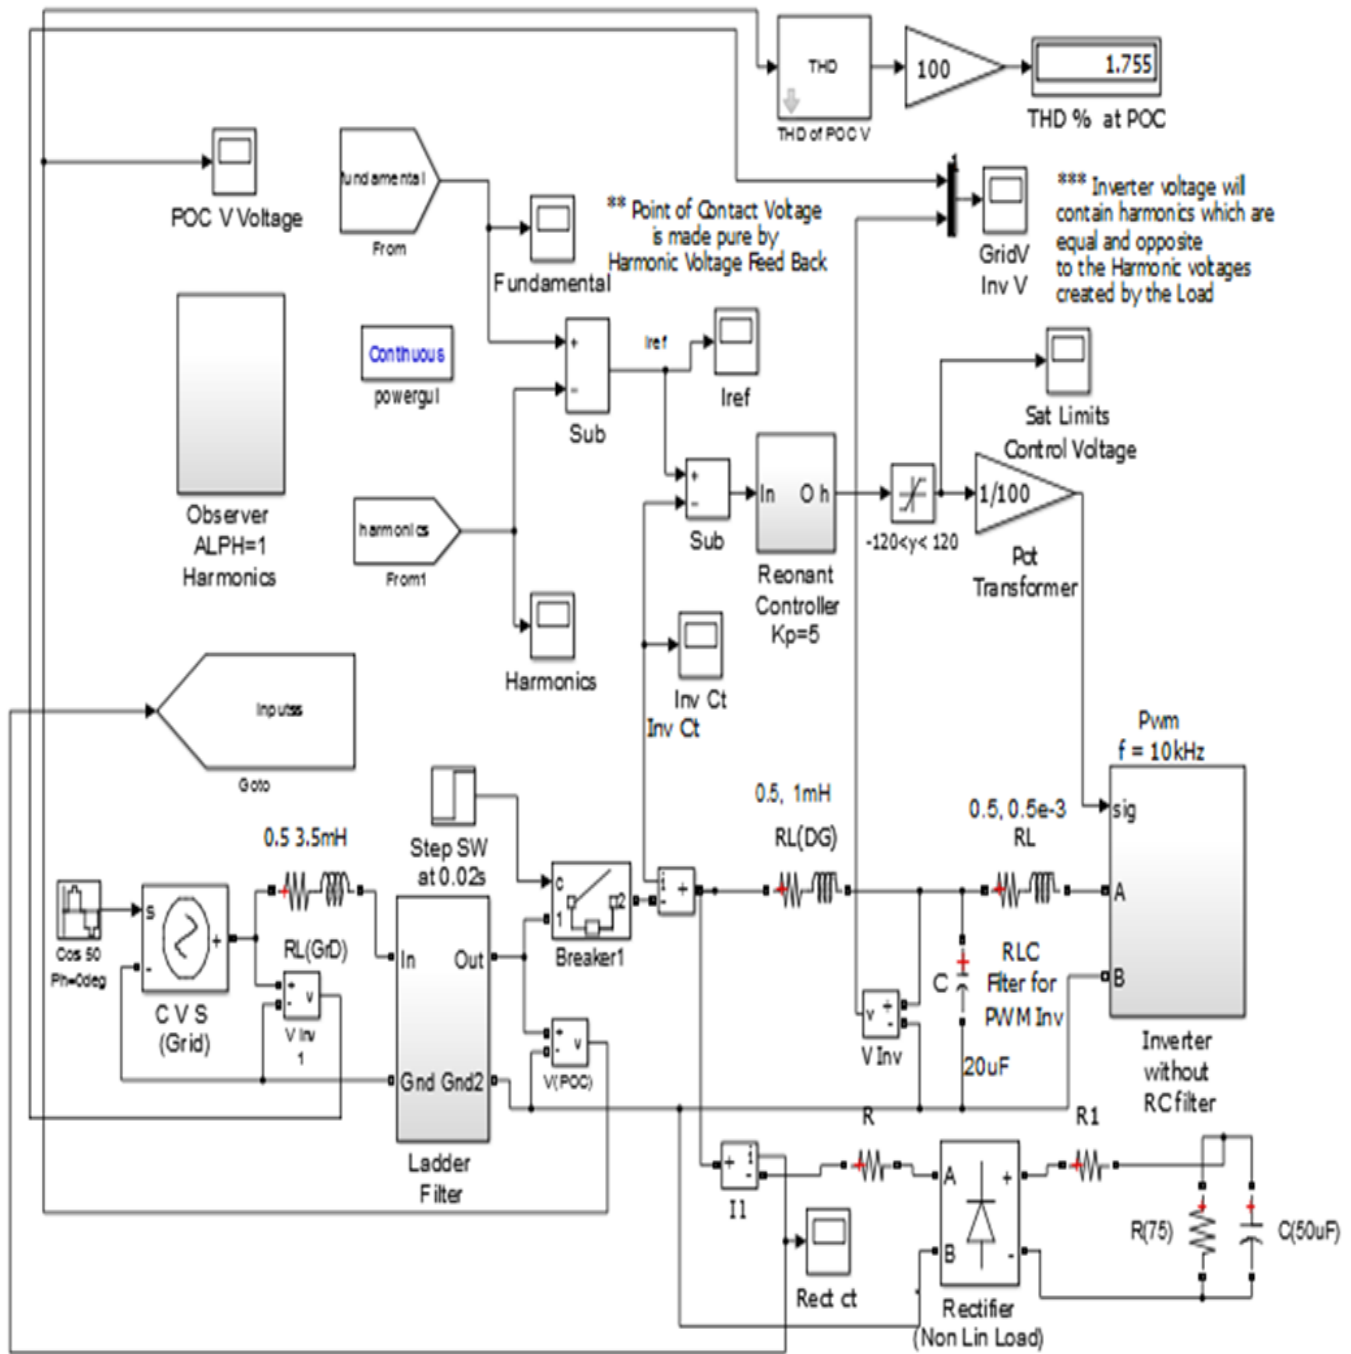 THD
THD of POC V
100
1.755
THD % at POC
POC V Voltage
fundamental
From
Fundamental
** Point of Contact Votage
is made pure by
Harmonic Voltage Feed Back
GridV
Inv V
*** Inverter voltage will
contain harmonics which are
equal and opposite
to the Harmonic votages
created by the Load
Continuous
powergui
+
-
Sub
Iref
Iref
Sat Limits
Control Voltage
Observer
ALPH=1
Harmonics
harmonics
From1
Harmonics
+
-
Sub
In
O h
Reonant
Controller
Kp=5
-120<y< 120
1/100
Pot
Transformer
Inv Ct
Inv Ct
Inputss
Goto
Pwm
f = 10kHz
sig
A
B
Inverter
without
RC filter
Step SW
at 0.02s
0.5 3.5mH
RL(GrD)
0.5, 1mH
RL(DG)
0.5, 0.5e-3
RL
Cos 50
Ph=0deg
s
+
-
C V S
(Grid)
+
-
v
V Inv
1
In
Out
Gnd
Gnd2
Ladder
Filter
c
1
2
Breaker1
i
+
-
+
-
v
V(POC)
v
+
-
V Inv
C
20uF
RLC
Filter for
PWM Inv
+
i
-
I1
Rect ct
R
A
B
+
-
Rectifier
(Non Lin Load)
R1
R(75)
C(50uF)